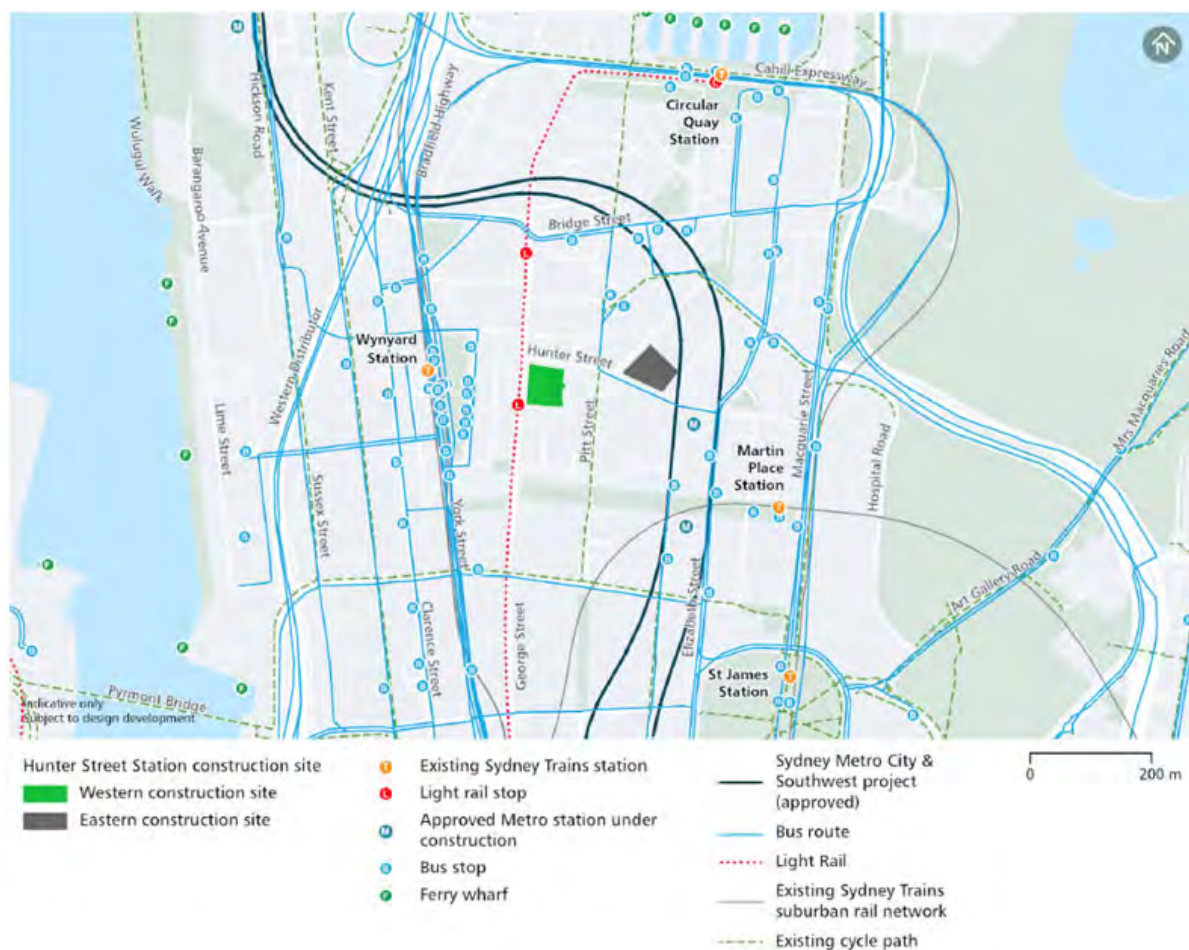 N
Cahill Expressway
Circular
Quay
Station
Hickson Road
Kent Street
Bradfield Highway
Wulugul Walk
Barangaroo Avenue
Bridge Street
Wynyard
Station
Hunter Street
Western Distributor
Lime Street
Pitt Street
Martin
Place
Station
Macquarie Street
Hospital Road
Mrs Macquaries Road
Sussex Street
York Street
Clarence Street
George Street
Elizabeth Street
Art Gallery Road
St James
Station
Pyrmont Bridge
Indicative only
Subject to design development
Hunter Street Station construction site
Western construction site
Eastern construction site
T Existing Sydney Trains station
L Light rail stop
M Approved Metro station under
construction
B Bus stop
F Ferry wharf
Sydney Metro City &
Southwest project
(approved)
Bus route
Light Rail
Existing Sydney Trains
suburban rail network
Existing cycle path
0 200 m